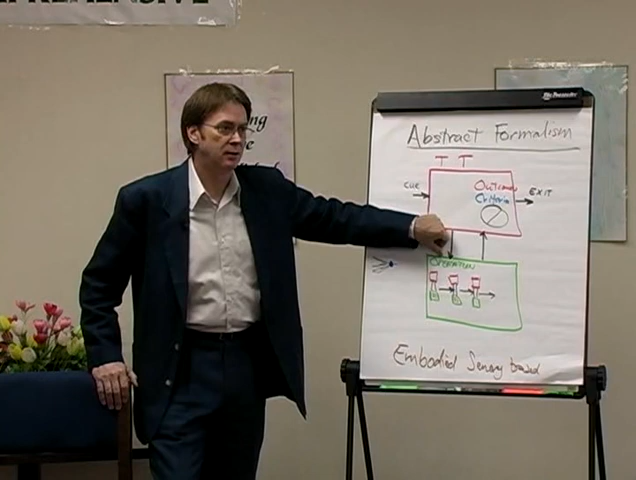 Abstract Formalism
T T
CUE
Outcome
Criteria
EXIT
OPERATION
Embodied Sensory based